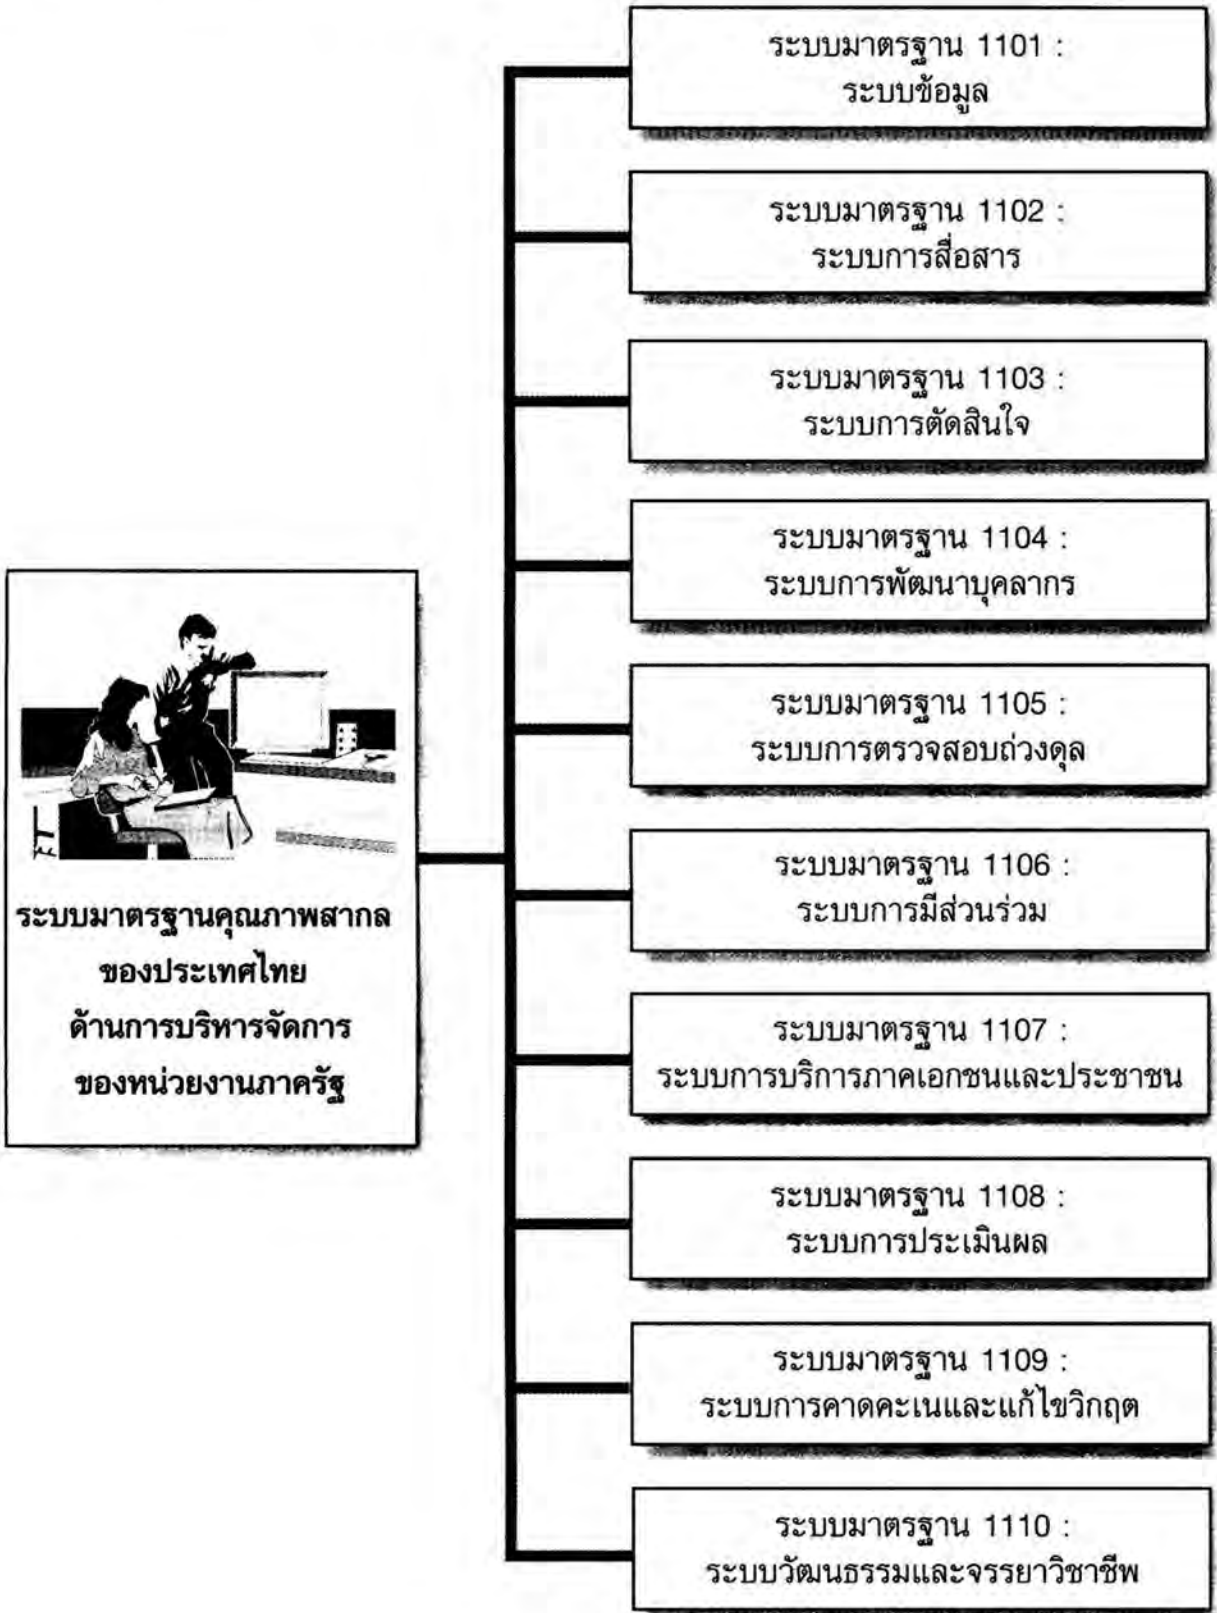 ระบบมาตรฐานคุณภาพสากล
ของประเทศไทย
ด้านการบริหารจัดการ
ของหน่วยงานภาครัฐ
ระบบมาตรฐาน 1101 :
ระบบข้อมูล
ระบบมาตรฐาน 1102 :
ระบบการสื่อสาร
ระบบมาตรฐาน 1103 :
ระบบการตัดสินใจ
ระบบมาตรฐาน 1104 :
ระบบการพัฒนาบุคลากร
ระบบมาตรฐาน 1105 :
ระบบการตรวจสอบถ่วงดุล
ระบบมาตรฐาน 1106 :
ระบบการมีส่วนร่วม
ระบบมาตรฐาน 1107 :
ระบบการบริการภาคเอกชนและประชาชน
ระบบมาตรฐาน 1108 :
ระบบการประเมินผล
ระบบมาตรฐาน 1109 :
ระบบการคาดคะเนและแก้ไขวิกฤต
ระบบมาตรฐาน 1110 :
ระบบวัฒนธรรมและจรรยาวิชาชีพ